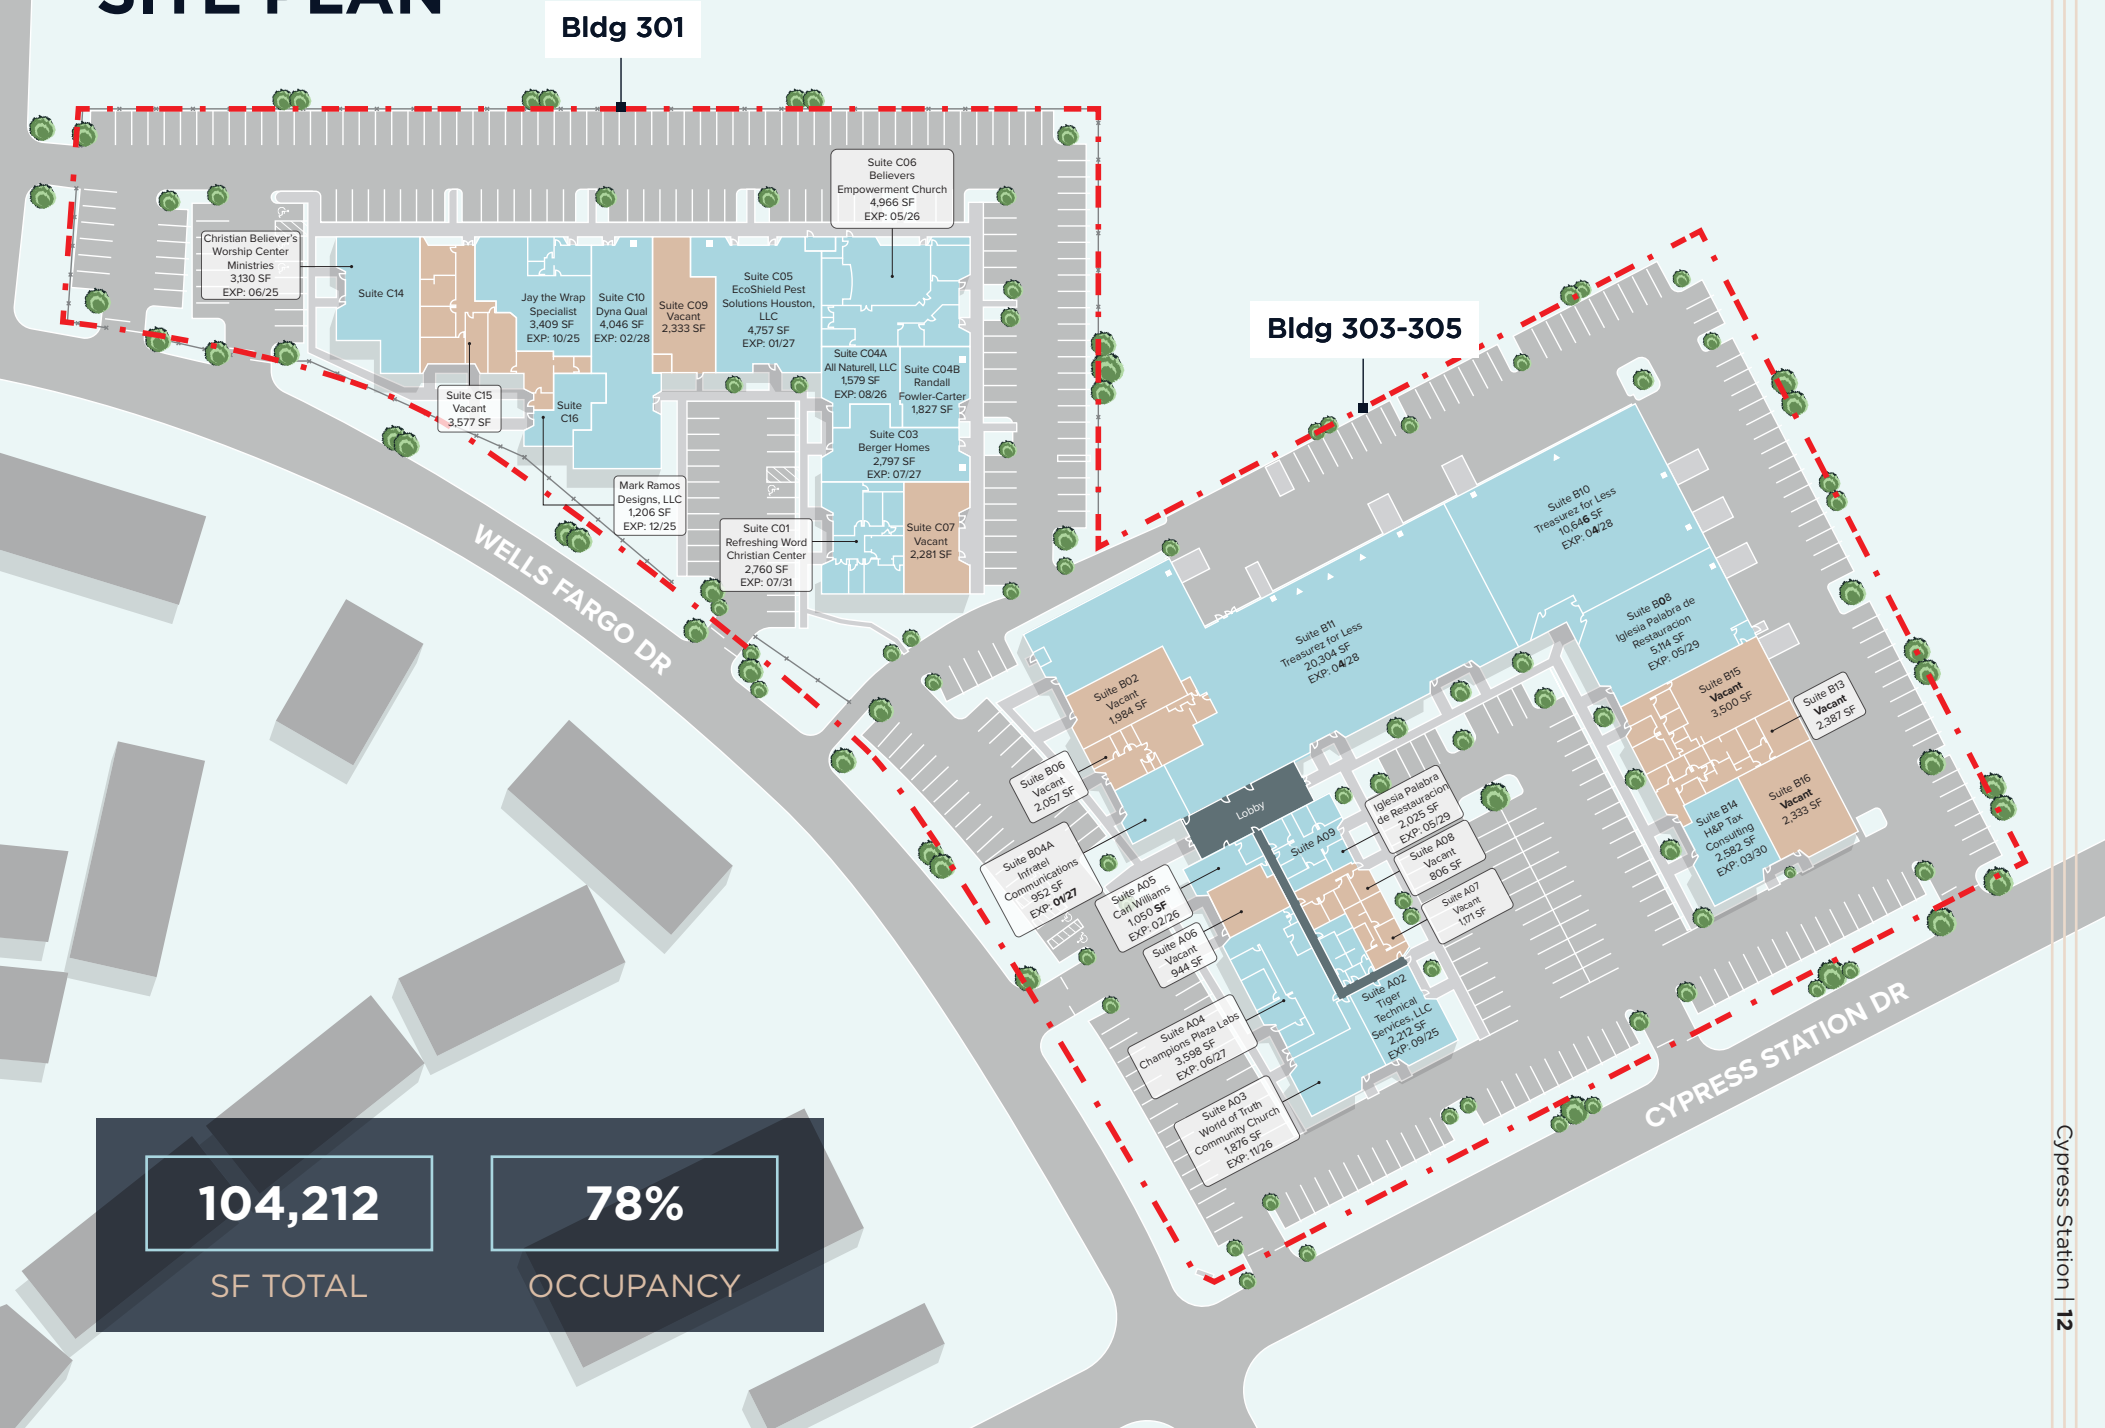 SITE PLAN
Bldg 301
Suite C06
Believers
Empowerment Church
4,966 SF
EXP: 05/26
Christian Believer's
Worship Center
Ministries
3,130 SF
EXP: 06/25
Suite C14
Jay the Wrap
Specialist
3,409 SF
EXP: 10/25
Suite C10
Dyna Qual
4,046 SF
EXP: 02/28
Suite C09
Vacant
2,333 SF
Suite C05
EcoShield Pest
Solutions Houston,
LLC
4,757 SF
EXP: 01/27
Suite C04A
All Naturell, LLC
1,579 SF
EXP: 08/26
Suite C04B
Randall
Fowler-Carter
1,827 SF
Suite C15
Vacant
3,577 SF
Suite
C16
Suite C03
Berger Homes
2,797 SF
EXP: 07/27
Mark Ramos
Designs, LLC
1,206 SF
EXP: 12/25
Suite C01
Refreshing Word
Christian Center
2,760 SF
EXP: 07/31
Suite C07
Vacant
2,281 SF
WELLS FARGO DR
Bldg 303-305
Suite B10
Treasurez for Less
10,646 SF
EXP: 04/28
Suite B11
Treasurez for Less
20,304 SF
EXP: 04/28
Suite B08
Iglesia Palabra de
Restauracion
5,114 SF
EXP: 05/29
Suite B02
Vacant
1,984 SF
Suite B15
Vacant
3,500 SF
Suite B13
Vacant
2,387 SF
Suite B06
Vacant
2,057 SF
Suite B16
Vacant
2,333 SF
Suite B14
H&P Tax
Consulting
2,582 SF
EXP: 03/30
Lobby
Suite A09
Iglesia Palabra
de Restauracion
2,025 SF
EXP: 05/29
Suite A08
Vacant
806 SF
Suite A07
Vacant
1,171 SF
Suite B04A
Infratel
Communications
952 SF
EXP: 01/27
Suite A05
Carl Williams
1,050 SF
EXP: 02/26
Suite A06
Vacant
944 SF
Suite A02
Tiger
Technical
Services, LLC
2,212 SF
EXP: 09/25
Suite A04
Champions Plaza Labs
3,598 SF
EXP: 06/27
Suite A03
World of Truth
Community Church
1,876 SF
EXP: 11/26
CYPRESS STATION DR
104,212
SF TOTAL
78%
OCCUPANCY
Cypress Station | 12